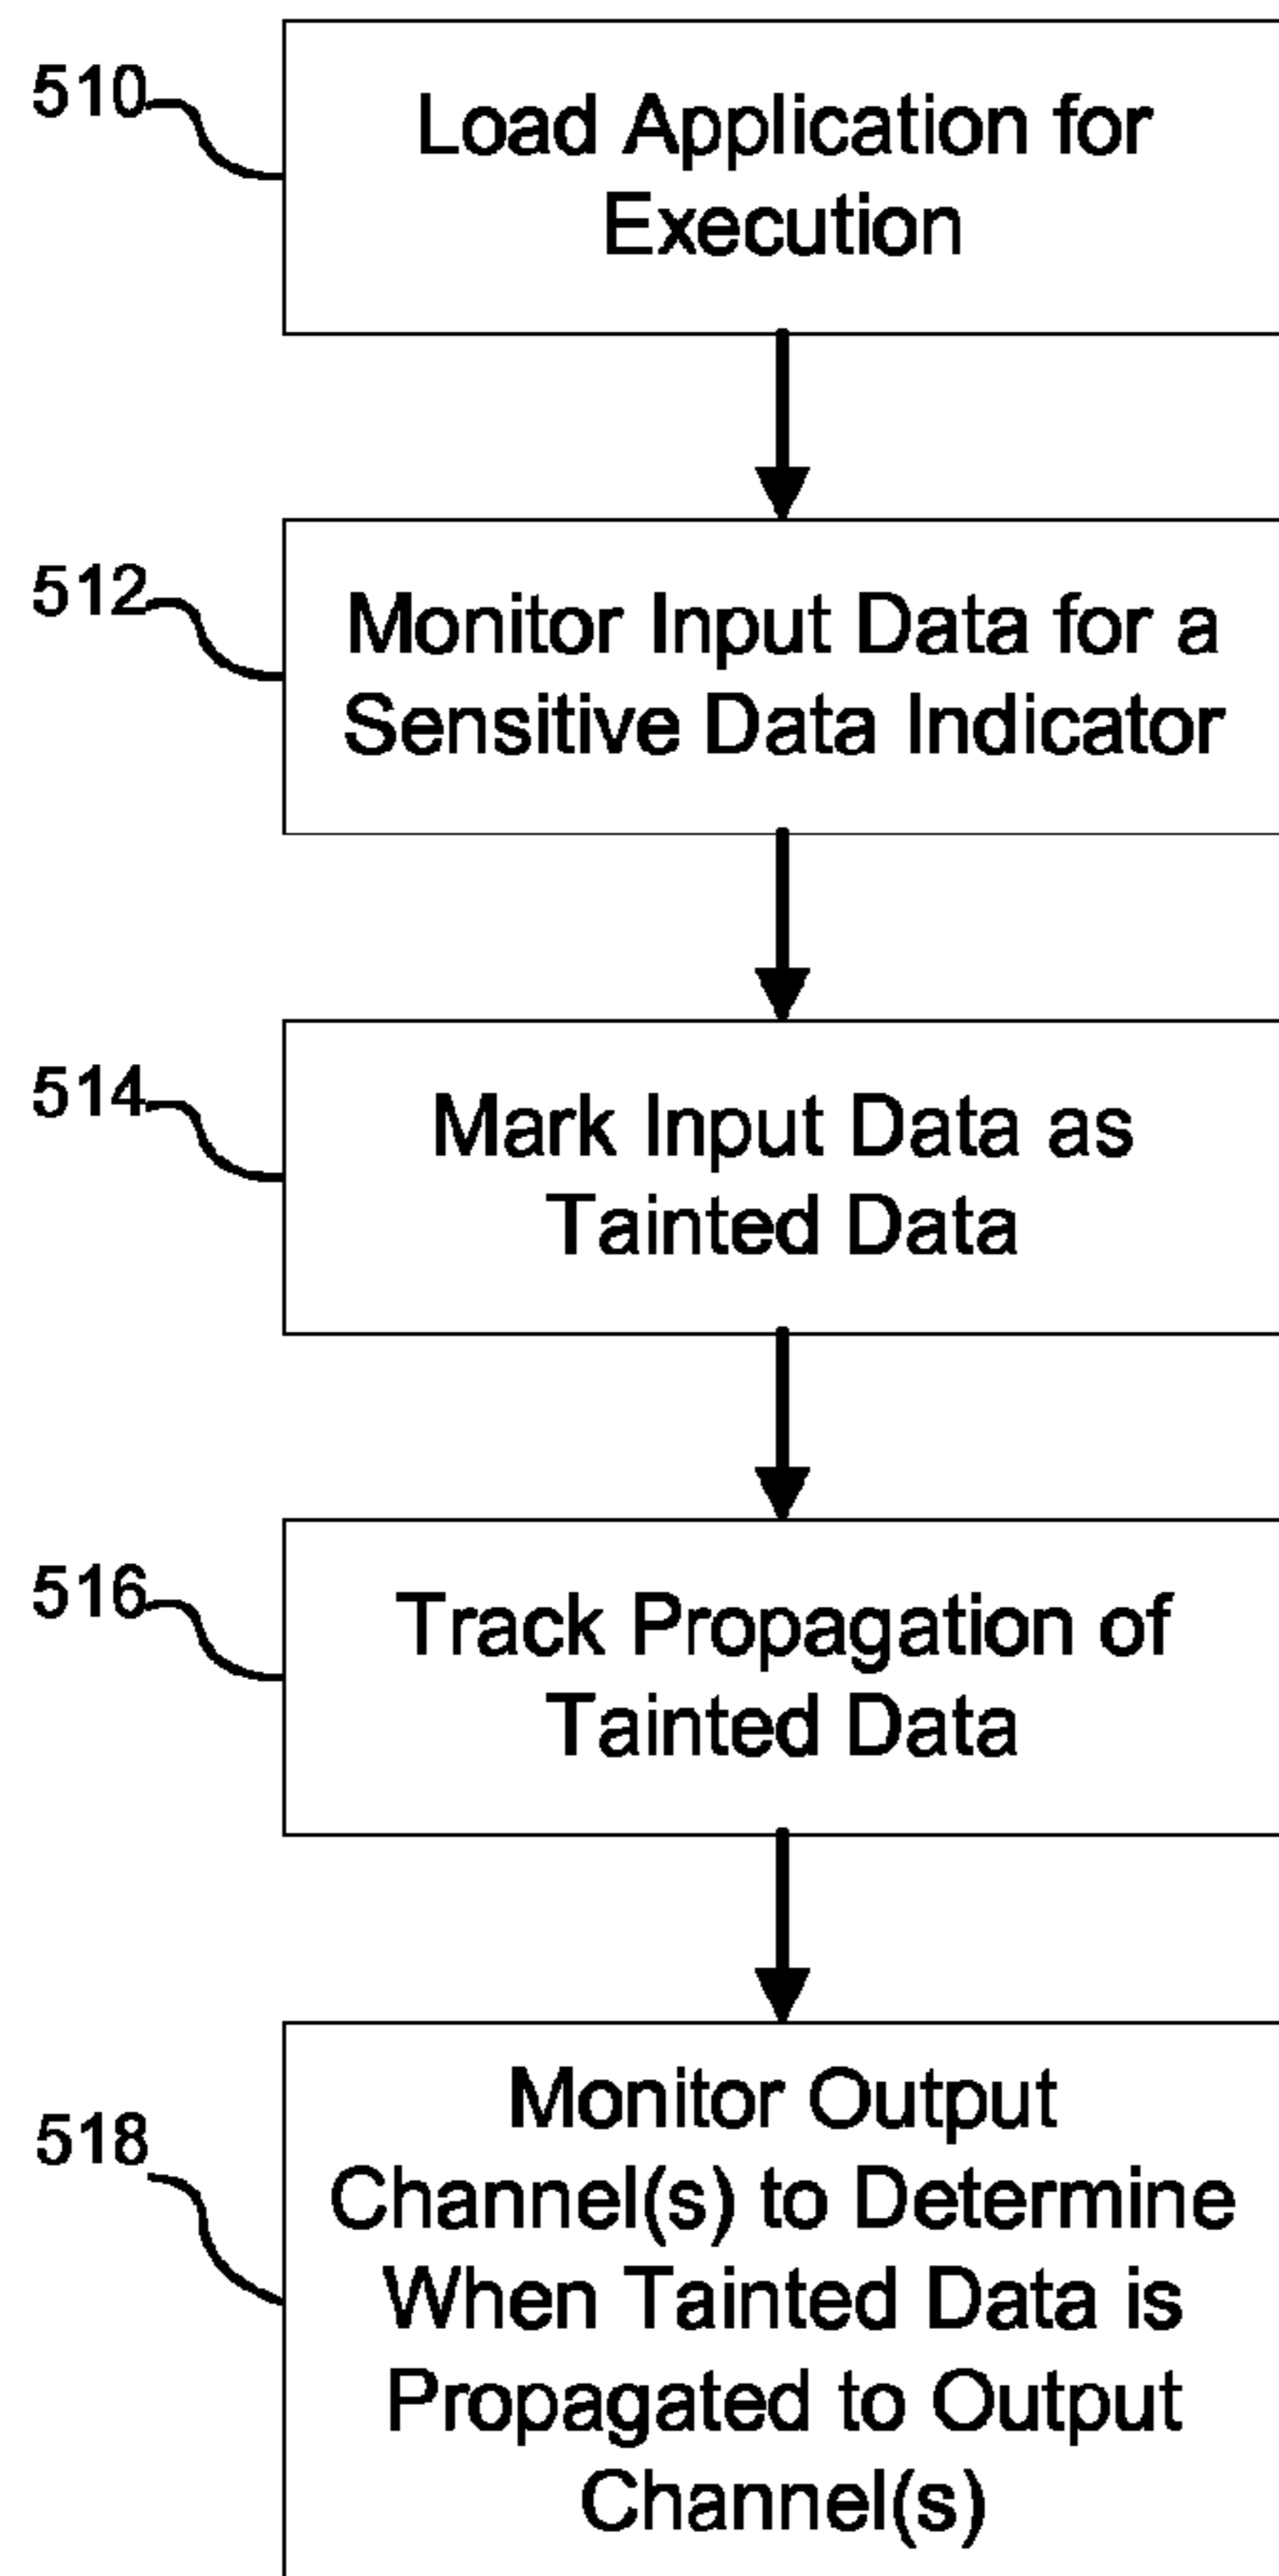 510
Load Application for
Execution
512
Monitor Input Data for a
Sensitive Data Indicator
514
Mark Input Data as
Tainted Data
516
Track Propagation of
Tainted Data
518
Monitor Output
Channel(s) to Determine
When Tainted Data is
Propagated to Output
Channel(s)